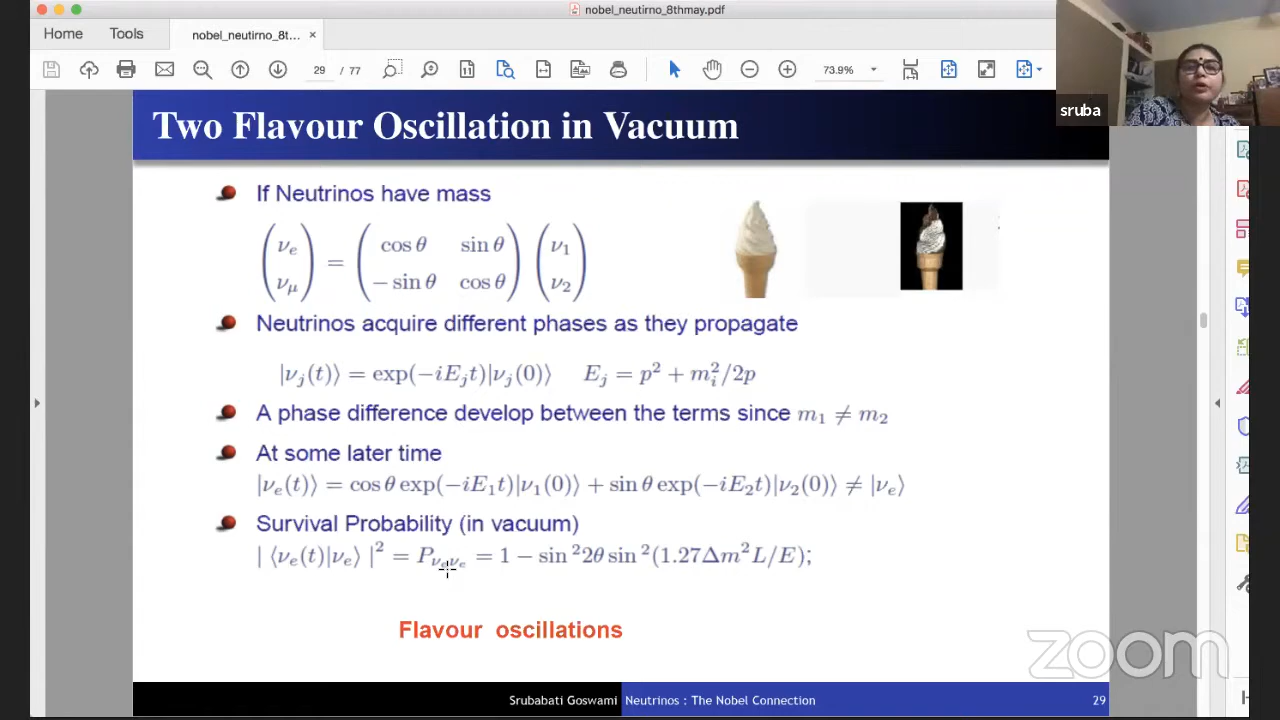 nobel_neutirno_8thmay.pdf
Home Tools nobel_neutirno_8t... ×
29 / 77 73.9%
sruba
Two Flavour Oscillation in Vacuum
If Neutrinos have mass
(νe νμ) = (cos θ sin θ −sin θ cos θ) (ν1 ν2)
Neutrinos acquire different phases as they propagate
|νj(t)⟩ = exp(−iEjt)|νj(0)⟩ Ej = p² + mi²/2p
A phase difference develop between the terms since m1 ≠ m2
At some later time
|νe(t)⟩ = cos θ exp(−iE1t)|ν1(0)⟩ + sin θ exp(−iE2t)|ν2(0)⟩ ≠ |νe⟩
Survival Probability (in vacuum)
| ⟨νe(t)|νe⟩ |² = Pνeνe = 1 − sin²2θ sin²(1.27Δm²L/E);
Flavour oscillations
zoom
Srubabati Goswami Neutrinos : The Nobel Connection 29